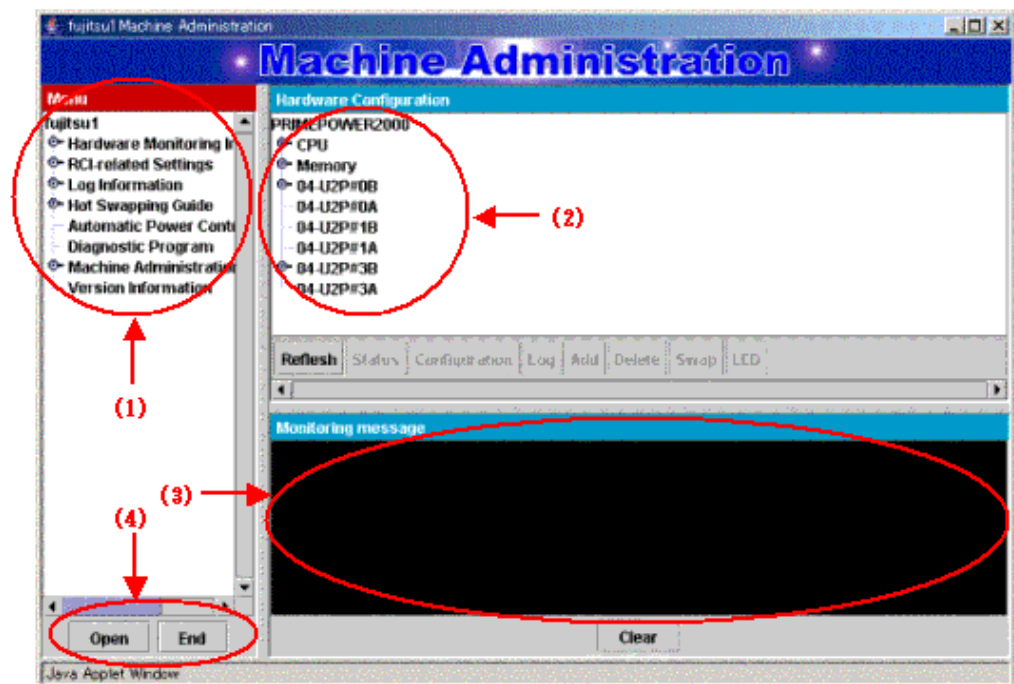 fujitsu1 Machine Administration
Machine Administration
Menu
fujitsu1
Hardware Monitoring In
RCI-related Settings
Log Information
Hot Swapping Guide
Automatic Power Cont
Diagnostic Program
Machine Administration
Version Information
(1)
(4)
Open End
Hardware Configuration
PRIMEPOWER2000
CPU
Memory
04-U2P#0B
04-U2P#0A
04-U2P#1B
04-U2P#1A
04-U2P#3B
04-U2P#3A
(2)
Reflesh Status Configuration Log Add Delete Swap LED
Monitoring message
(3)
Clear
Java Applet Window